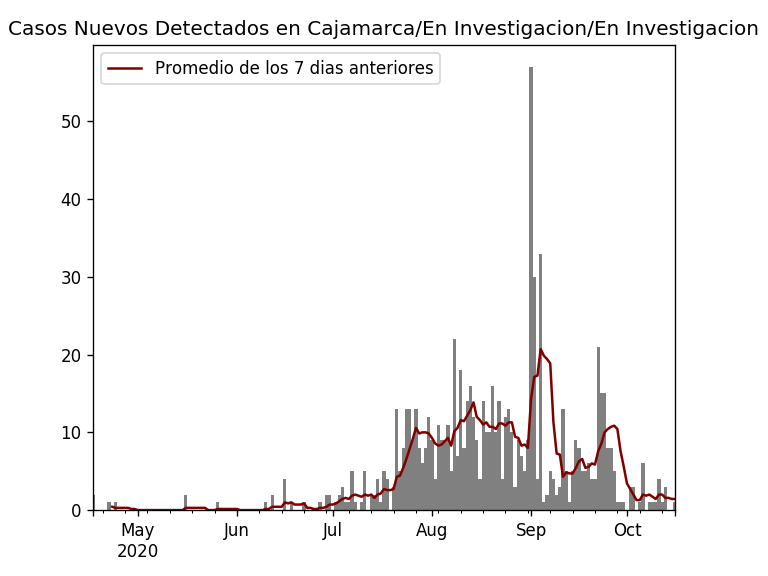 Casos Nuevos Detectados en Cajamarca/En Investigacion/En Investigacion
Promedio de los 7 dias anteriores
50
40
30
20
10
0
May Jun Jul Aug Sep Oct
2020